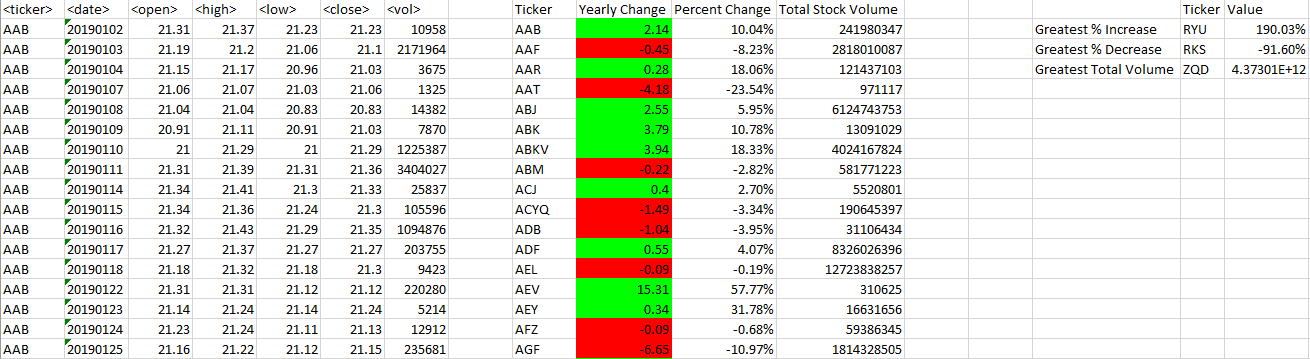 <ticker> <date> <open> <high> <low> <close> <vol> Ticker Yearly Change Percent Change Total Stock Volume Ticker Value
AAB 20190102 21.31 21.37 21.23 21.23 10958 AAB 2.14 10.04% 241980347 Greatest % Increase RYU 190.03%
AAB 20190103 21.19 21.2 21.06 21.1 2171964 AAF -0.45 -8.23% 2818010087 Greatest % Decrease RKS -91.60%
AAB 20190104 21.15 21.17 20.96 21.03 3675 AAR 0.28 18.06% 121437103 Greatest Total Volume ZQD 4.37301E+12
AAB 20190107 21.06 21.07 21.03 21.06 1325 AAT -4.18 -23.54% 971117
AAB 20190108 21.04 21.04 20.83 20.83 14382 ABJ 2.55 5.95% 6124743753
AAB 20190109 20.91 21.11 20.91 21.03 7870 ABK 3.79 10.78% 13091029
AAB 20190110 21 21.29 21 21.29 1225387 ABKV 3.94 18.33% 4024167824
AAB 20190111 21.31 21.39 21.31 21.36 3404027 ABM -0.22 -2.82% 581771223
AAB 20190114 21.34 21.41 21.3 21.33 25837 ACJ 0.4 2.70% 5520801
AAB 20190115 21.34 21.36 21.24 21.3 105596 ACYQ -1.49 -3.34% 190645397
AAB 20190116 21.32 21.43 21.29 21.35 1094876 ADB -1.04 -3.95% 31106434
AAB 20190117 21.27 21.37 21.27 21.27 203755 ADF 0.55 4.07% 8326026396
AAB 20190118 21.18 21.32 21.18 21.3 9423 AEL -0.09 -0.19% 12723838257
AAB 20190122 21.31 21.31 21.12 21.12 220280 AEV 15.31 57.77% 310625
AAB 20190123 21.14 21.24 21.14 21.24 5214 AEY 0.34 31.78% 16631656
AAB 20190124 21.23 21.24 21.11 21.13 12912 AFZ -0.09 -0.68% 59386345
AAB 20190125 21.16 21.22 21.12 21.15 235681 AGF -6.65 -10.97% 1814328505